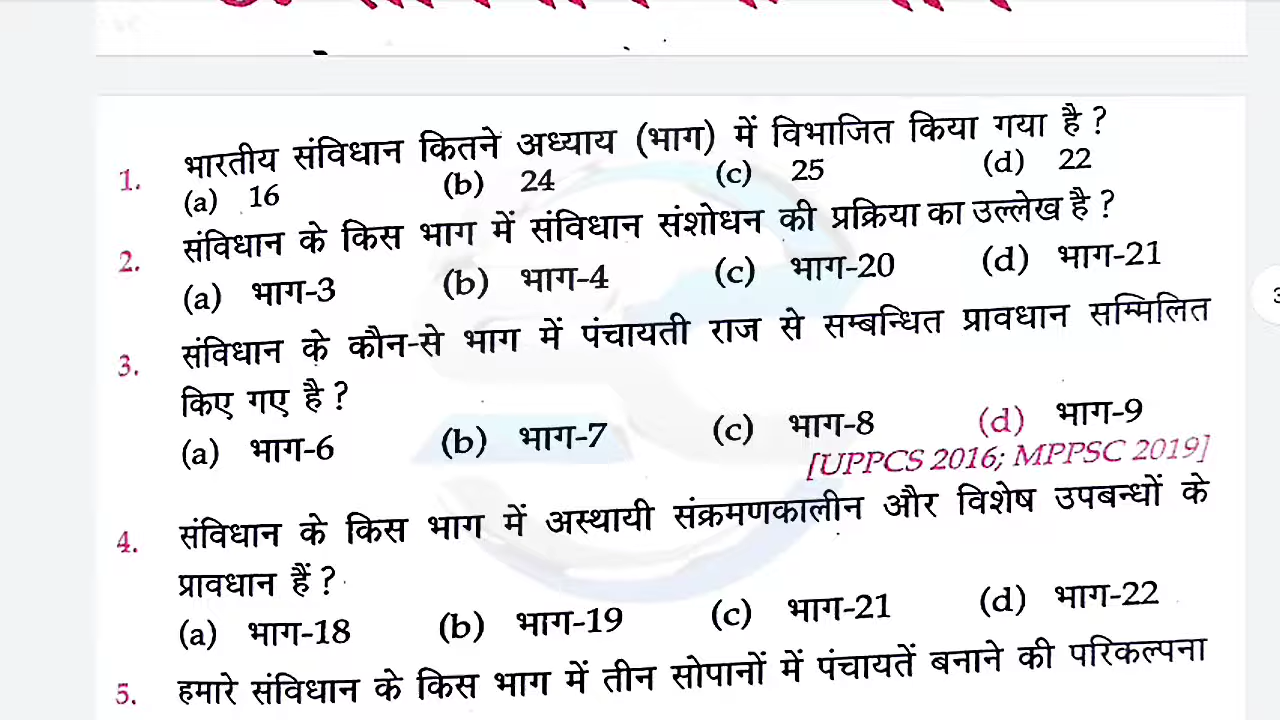 1. भारतीय संविधान कितने अध्याय (भाग) में विभाजित किया गया है ?
(a) 16 (b) 24 (c) 25 (d) 22
2. संविधान के किस भाग में संविधान संशोधन की प्रक्रिया का उल्लेख है ?
(a) भाग-3 (b) भाग-4 (c) भाग-20 (d) भाग-21
3. संविधान के कौन-से भाग में पंचायती राज से सम्बन्धित प्रावधान सम्मिलित
किए गए है ?
(a) भाग-6 (b) भाग-7 (c) भाग-8 (d) भाग-9
[UPPCS 2016; MPPSC 2019]
4. संविधान के किस भाग में अस्थायी संक्रमणकालीन और विशेष उपबन्धों के
प्रावधान हैं ?
(a) भाग-18 (b) भाग-19 (c) भाग-21 (d) भाग-22
5. हमारे संविधान के किस भाग में तीन सोपानों में पंचायतें बनाने की परिकल्पना